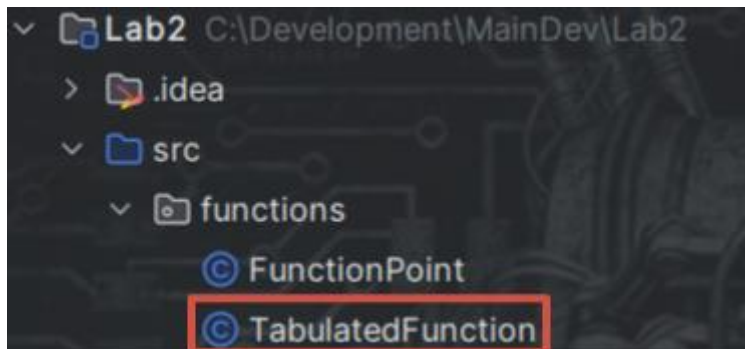 Lab2 C:\Development\MainDev\Lab2
.idea
src
functions
FunctionPoint
TabulatedFunction